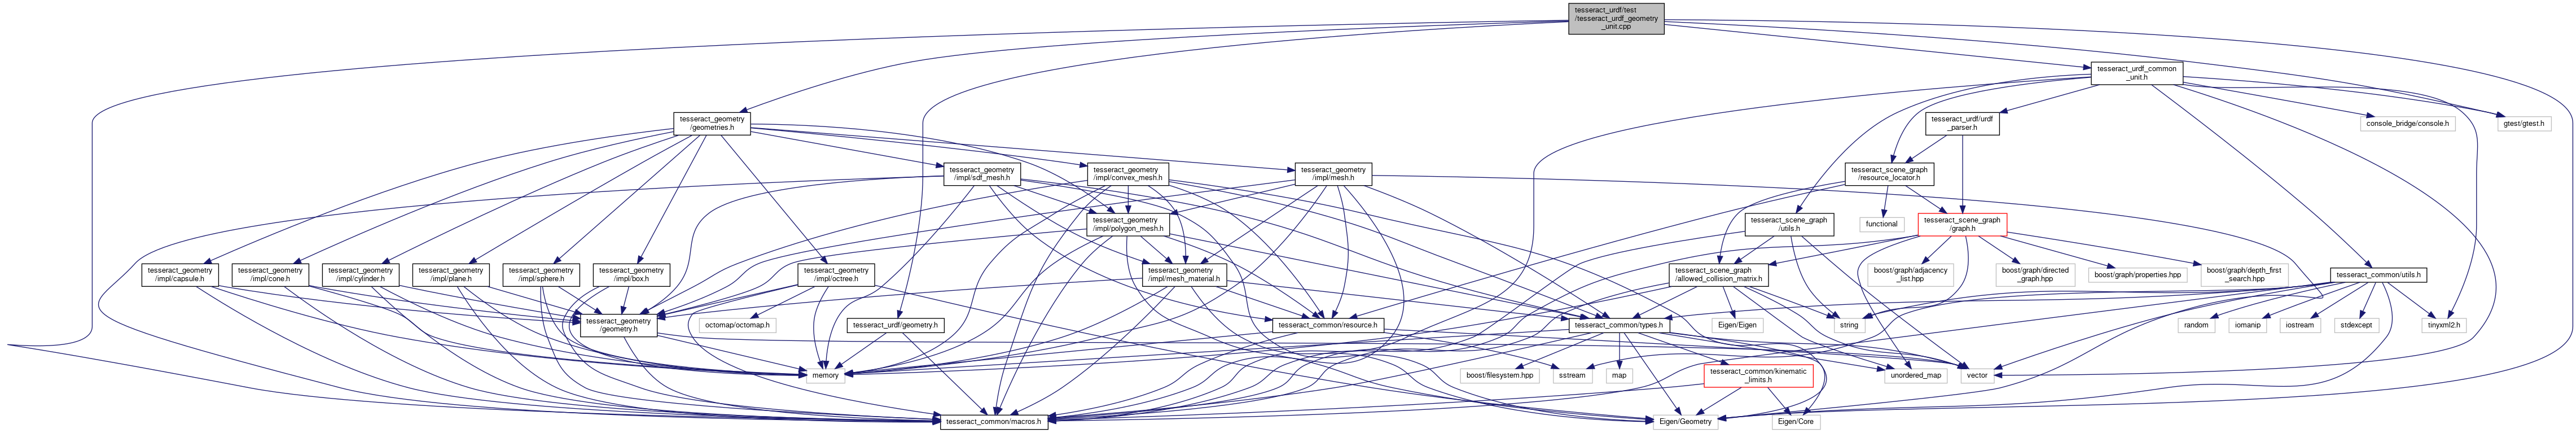 tesseract_urdf/test
/tesseract_urdf_geometry
_unit.cpp
tesseract_urdf_common
_unit.h
tesseract_geometry
/geometries.h
tesseract_urdf/urdf
_parser.h
console_bridge/console.h
gtest/gtest.h
tesseract_geometry
/impl/sdf_mesh.h
tesseract_geometry
/impl/convex_mesh.h
tesseract_geometry
/impl/mesh.h
tesseract_scene_graph
/resource_locator.h
tesseract_geometry
/impl/polygon_mesh.h
tesseract_scene_graph
/utils.h
functional
tesseract_scene_graph
/graph.h
tesseract_geometry
/impl/capsule.h
tesseract_geometry
/impl/cone.h
tesseract_geometry
/impl/cylinder.h
tesseract_geometry
/impl/plane.h
tesseract_geometry
/impl/sphere.h
tesseract_geometry
/impl/box.h
tesseract_geometry
/impl/octree.h
tesseract_geometry
/impl/mesh_material.h
tesseract_scene_graph
/allowed_collision_matrix.h
boost/graph/adjacency
_list.hpp
boost/graph/directed
_graph.hpp
boost/graph/properties.hpp
boost/graph/depth_first
_search.hpp
tesseract_common/utils.h
tesseract_geometry
/geometry.h
octomap/octomap.h
tesseract_urdf/geometry.h
tesseract_common/resource.h
tesseract_common/types.h
Eigen/Eigen
string
random
iomanip
iostream
stdexcept
tinyxml2.h
memory
boost/filesystem.hpp
sstream
map
tesseract_common/kinematic
_limits.h
unordered_map
vector
tesseract_common/macros.h
Eigen/Geometry
Eigen/Core